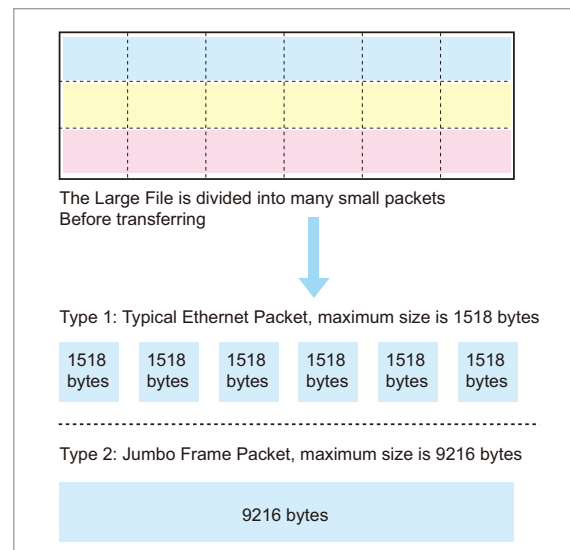 The Large File is divided into many small packets
Before transferring
Type 1: Typical Ethernet Packet, maximum size is 1518 bytes
1518 1518 1518 1518 1518 1518
bytes bytes bytes bytes bytes bytes
Type 2: Jumbo Frame Packet, maximum size is 9216 bytes
9216 bytes